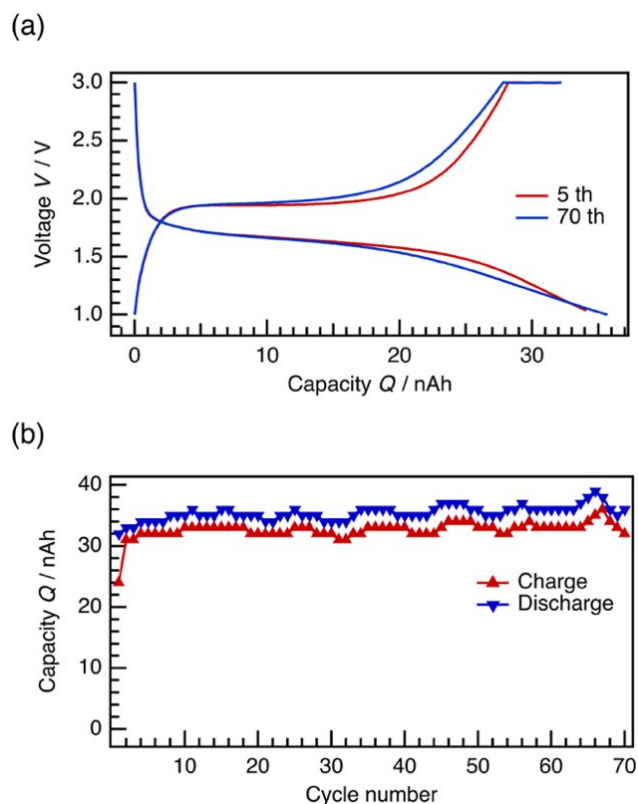 (a)
3.0
2.5
2.0
1.5
1.0
Voltage V / V
5 th
70 th
0 10 20 30
Capacity Q / nAh
(b)
40
30
20
10
0
Capacity Q / nAh
Charge
Discharge
10 20 30 40 50 60 70
Cycle number